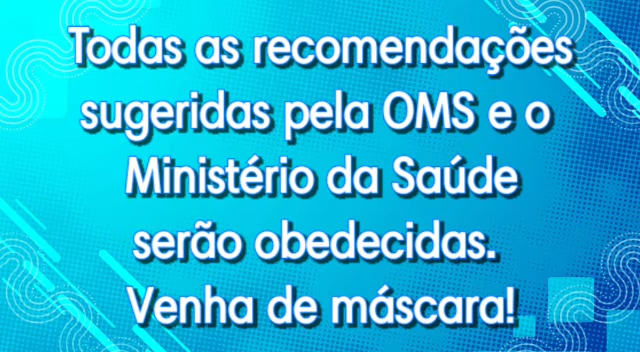 Todas as recomendações
sugeridas pela OMS e o
Ministério da Saúde
serão obedecidas.
Venha de máscara!